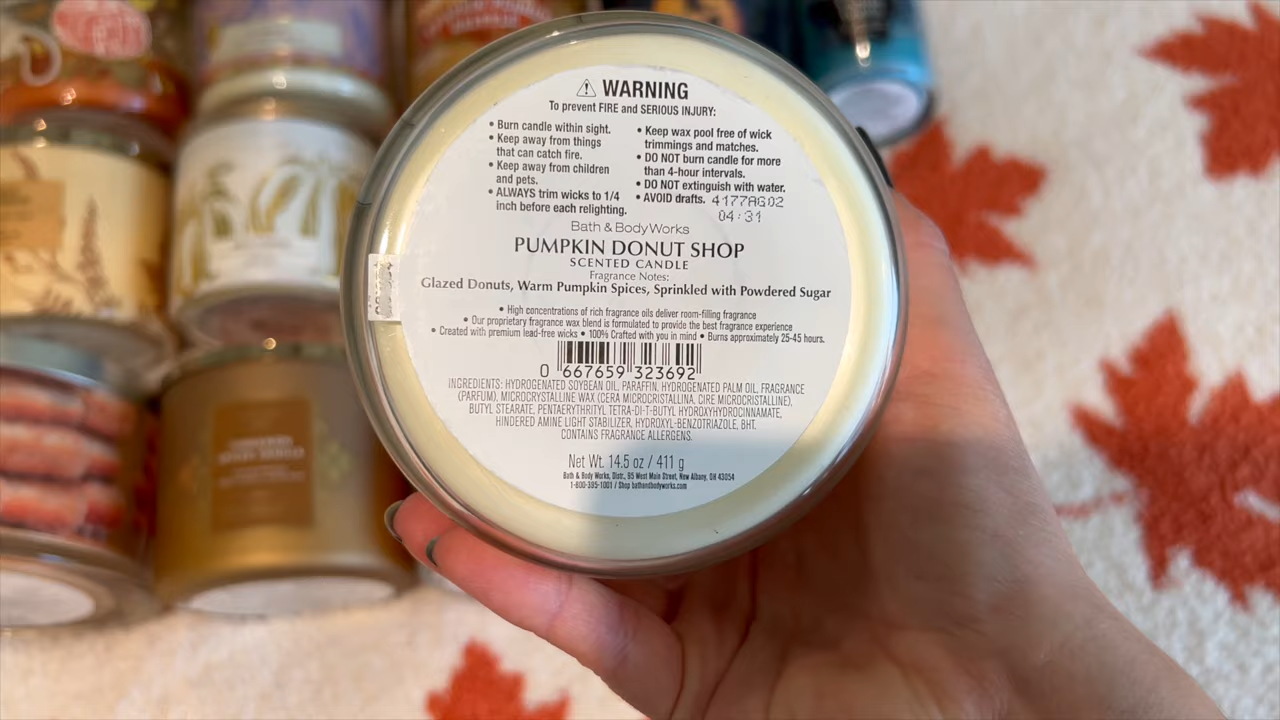 WARNING
To prevent FIRE and SERIOUS INJURY:
• Burn candle within sight.
• Keep away from things
that can catch fire.
• Keep away from children
and pets.
• ALWAYS trim wicks to 1/4
inch before each relighting.
• Keep wax pool free of wick
trimmings and matches.
• DO NOT burn candle for more
than 4-hour intervals.
• DO NOT extinguish with water.
• AVOID drafts.
4177AG02
04:31
Bath & Body Works
PUMPKIN DONUT SHOP
SCENTED CANDLE
Fragrance Notes:
Glazed Donuts, Warm Pumpkin Spices, Sprinkled with Powdered Sugar
• High concentrations of rich fragrance oils deliver room-filling fragrance
• Our proprietary fragrance wax blend is formulated to provide the best fragrance experience
• Created with premium lead-free wicks • 100% Crafted with you in mind • Burns approximately 25-45 hours.
0 667659 323692
INGREDIENTS: HYDROGENATED SOYBEAN OIL, PARAFFIN, HYDROGENATED PALM OIL, FRAGRANCE
(PARFUM), MICROCRYSTALLINE WAX (CERA MICROCRISTALLINA, CIRE MICROCRISTALLINE),
BUTYL STEARATE, PENTAERYTHRITYL TETRA-DI-T-BUTYL HYDROXYHYDROCINNAMATE,
HINDERED AMINE LIGHT STABILIZER, HYDROXYL-BENZOTRIAZOLE, BHT.
CONTAINS FRAGRANCE ALLERGENS.
Net Wt. 14.5 oz / 411 g
Bath & Body Works, Distr., 95 West Main Street, New Albany, OH 43054
1-800-395-1001 / Shop bathandbodyworks.com